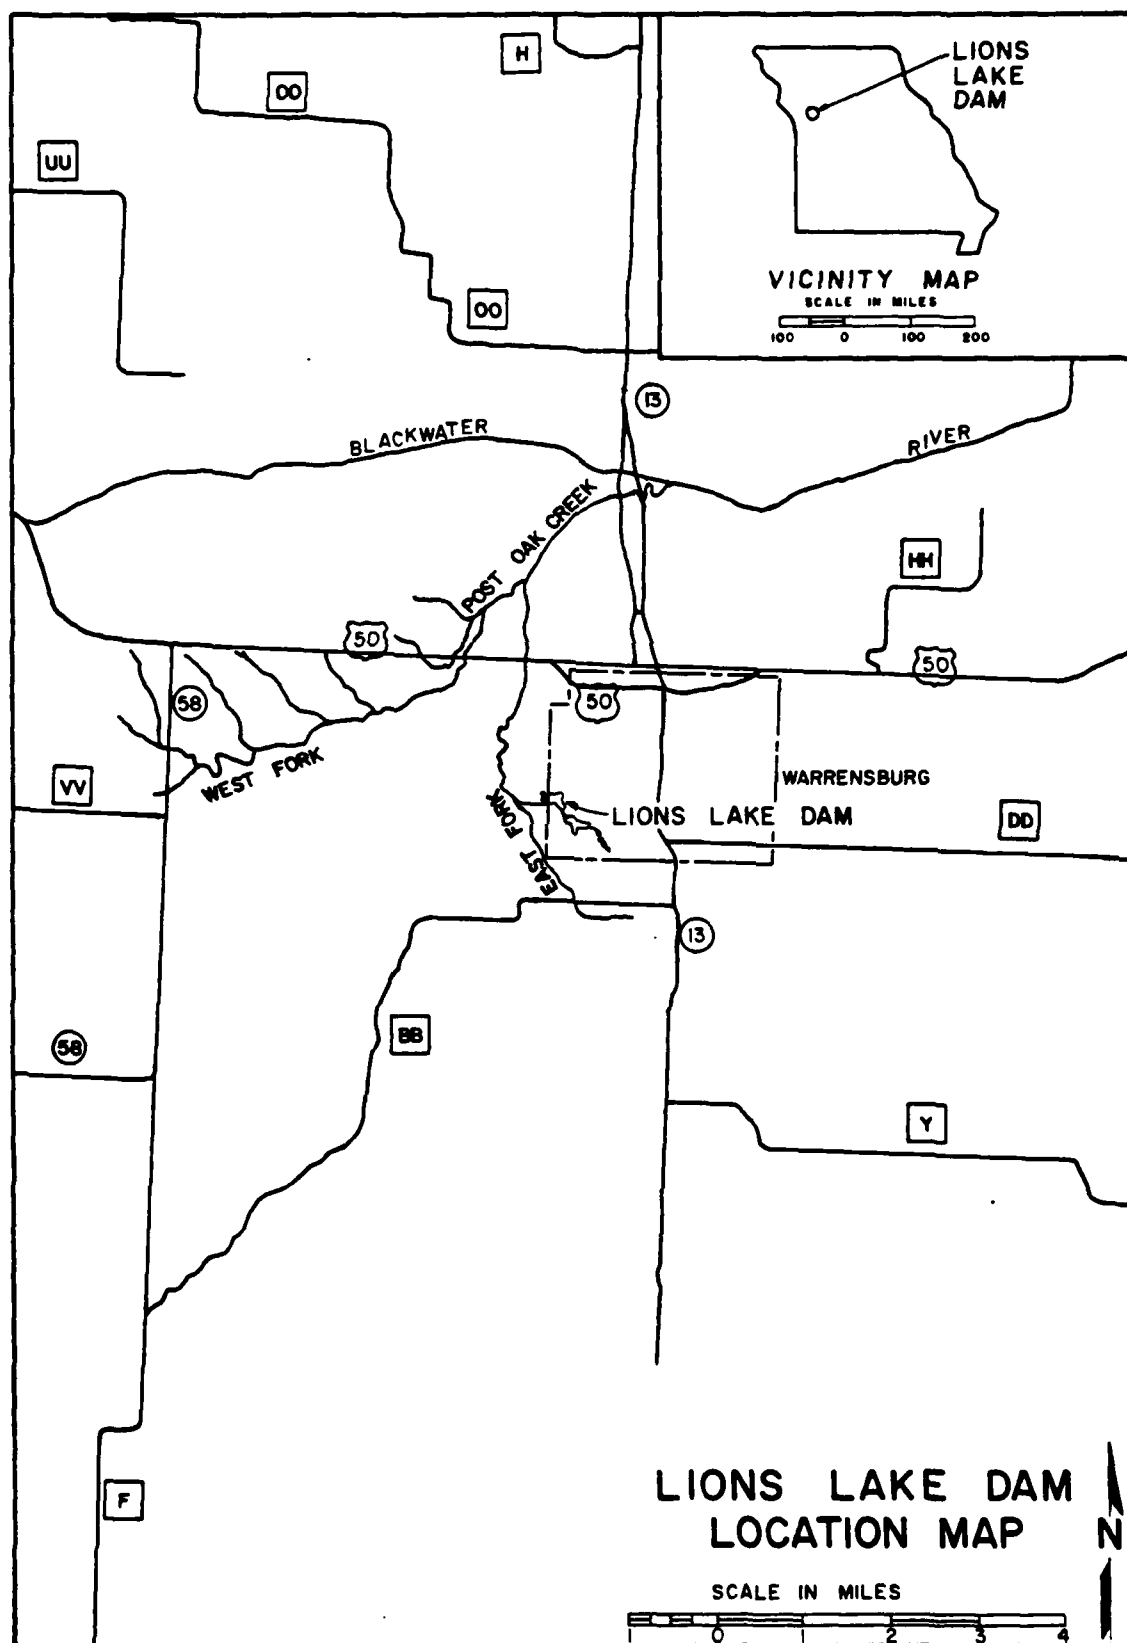 H
LIONS
LAKE
DAM
OO
UU
VICINITY MAP
SCALE IN MILES
100 0 100 200
OO
13
BLACKWATER
RIVER
POST OAK CREEK
HH
50
50
58
50
WEST FORK
VV
WARRENSBURG
LIONS LAKE DAM
DD
EAST FORK
13
BB
58
Y
LIONS LAKE DAM
LOCATION MAP
N
F
SCALE IN MILES
1 0 1 2 3 4